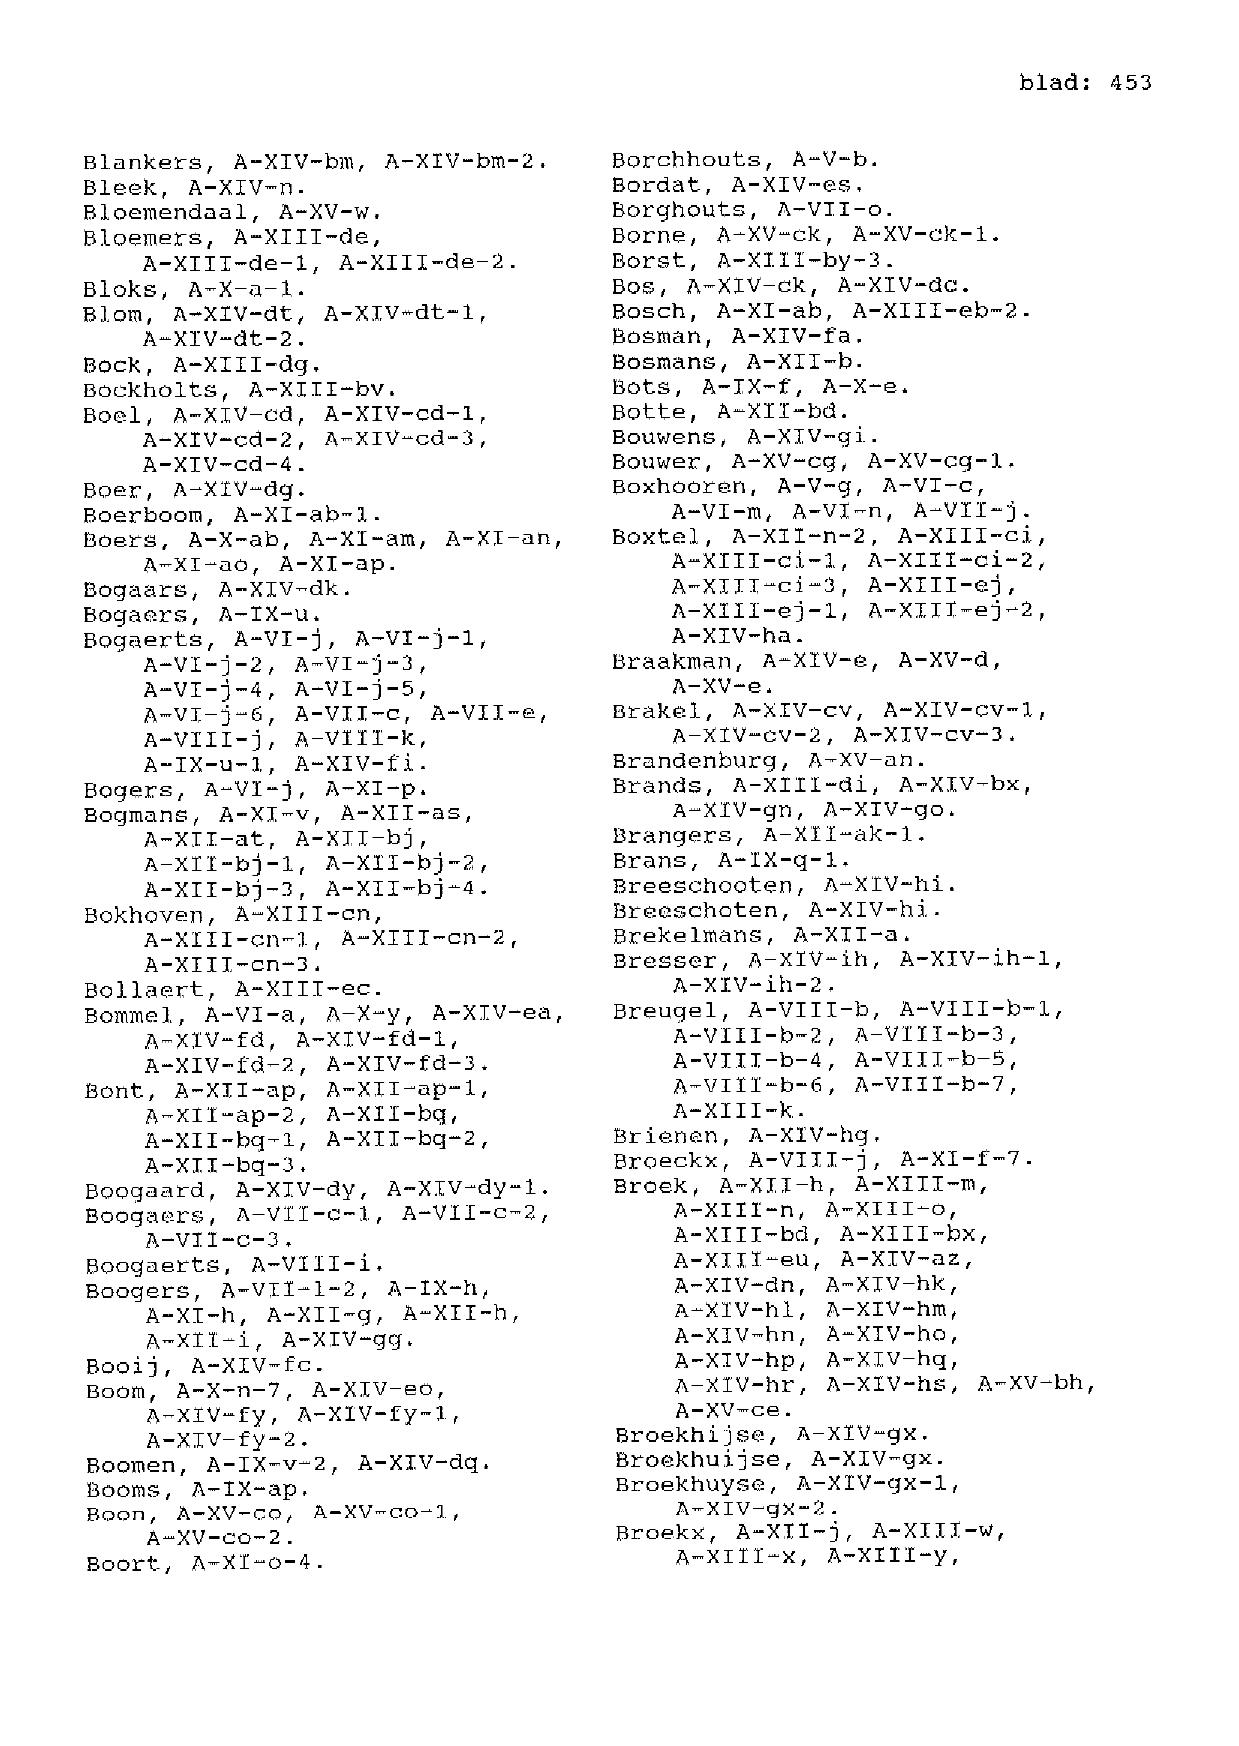 blad: 453
Blankers, A-XIV-bm, A-XIV-bm-2.
Bleek, A-XIV-n.
Bloemendaal, A-XV-w.
Bloemers, A-XIII-de,
A-XIII-de-1, A-XIII-de-2.
Bloks, A-X-a-1.
Blom, A-XIV-dt, A-XIV-dt-1,
A-XIV-dt-2.
Bock, A-XIII-dg.
Bockholts, A-XIII-bv.
Boel, A-XIV-cd, A-XIV-cd-1,
A-XIV-cd-2, A-XIV-cd-3,
A-XIV-cd-4.
Boer, A-XIV-dg.
Boerboom, A-XI-ab-1.
Boers, A-X-ab, A-XI-am, A-XI-an,
A-XI-ao, A-XI-ap.
Bogaars, A-XIV-dk.
Bogaers, A-IX-u.
Bogaerts, A-VI-j, A-VI-j-1,
A-VI-j-2, A-VI-j-3,
A-VI-j-4, A-VI-j-5,
A-VI-j-6, A-VII-c, A-VII-e,
A-VIII-j, A-VIII-k,
A-IX-u-1, A-XIV-fi.
Bogers, A-VI-j, A-XI-p.
Bogmans, A-XI-v, A-XII-as,
A-XII-at, A-XII-bj,
A-XII-bj-1, A-XII-bj-2,
A-XII-bj-3, A-XII-bj-4.
Bokhoven, A-XIII-cn,
A-XIII-cn-1, A-XIII-cn-2,
A-XIII-cn-3.
Bollaert, A-XIII-ec.
Bommel, A-VI-a, A-X-y, A-XIV-ea,
A-XIV-fd, A-XIV-fd-1,
A-XIV-fd-2, A-XIV-fd-3.
Bont, A-XII-ap, A-XII-ap-1,
A-XII-ap-2, A-XII-bq,
A-XII-bq-1, A-XII-bq-2,
A-XII-bq-3.
Boogaard, A-XIV-dy, A-XIV-dy-1.
Boogaers, A-VII-c-1, A-VII-c-2,
A-VII-c-3.
Boogaerts, A-VIII-i.
Boogers, A-VII-l-2, A-IX-h,
A-XI-h, A-XII-g, A-XII-h,
A-XII-i, A-XIV-gg.
Booij, A-XIV-fc.
Boom, A-X-n-7, A-XIV-eo,
A-XIV-fy, A-XIV-fy-1,
A-XIV-fy-2.
Boomen, A-IX-v-2, A-XIV-dq.
Booms, A-IX-ap.
Boon, A-XV-co, A-XV-co-1,
A-XV-co-2.
Boort, A-XI-o-4.
Borchhouts, A-V-b.
Bordat, A-XIV-es.
Borghouts, A-VII-o.
Borne, A-XV-ck, A-XV-ck-1.
Borst, A-XIII-by-3.
Bos, A-XIV-ck, A-XIV-dc.
Bosch, A-XI-ab, A-XIII-eb-2.
Bosman, A-XIV-fa.
Bosmans, A-XII-b.
Bots, A-IX-f, A-X-e.
Botte, A-XII-bd.
Bouwens, A-XIV-gi.
Bouwer, A-XV-cg, A-XV-cg-1.
Boxhooren, A-V-g, A-VI-c,
A-VI-m, A-VI-n, A-VII-j.
Boxtel, A-XII-n-2, A-XIII-ci,
A-XIII-ci-1, A-XIII-ci-2,
A-XIII-ci-3, A-XIII-ej,
A-XIII-ej-1, A-XIII-ej-2,
A-XIV-ha.
Braakman, A-XIV-e, A-XV-d,
A-XV-e.
Brakel, A-XIV-cv, A-XIV-cv-1,
A-XIV-cv-2, A-XIV-cv-3.
Brandenburg, A-XV-an.
Brands, A-XIII-di, A-XIV-bx,
A-XIV-gn, A-XIV-go.
Brangers, A-XII-ak-1.
Brans, A-IX-q-1.
Breeschooten, A-XIV-hi.
Breeschoten, A-XIV-hi.
Brekelmans, A-XII-a.
Bresser, A-XIV-ih, A-XIV-ih-1,
A-XIV-ih-2.
Breugel, A-VIII-b, A-VIII-b-1,
A-VIII-b-2, A-VIII-b-3,
A-VIII-b-4, A-VIII-b-5,
A-VIII-b-6, A-VIII-b-7,
A-XIII-k.
Brienen, A-XIV-hg.
Broeckx, A-VIII-j, A-XI-f-7.
Broek, A-XII-h, A-XIII-m,
A-XIII-n, A-XIII-o,
A-XIII-bd, A-XIII-bx,
A-XIII-eu, A-XIV-az,
A-XIV-dn, A-XIV-hk,
A-XIV-hl, A-XIV-hm,
A-XIV-hn, A-XIV-ho,
A-XIV-hp, A-XIV-hq,
A-XIV-hr, A-XIV-hs, A-XV-bh,
A-XV-ce.
Broekhijse, A-XIV-gx.
Broekhuijse, A-XIV-gx.
Broekhuyse, A-XIV-gx-1,
A-XIV-gx-2.
Broekx, A-XII-j, A-XIII-w,
A-XIII-x, A-XIII-y,